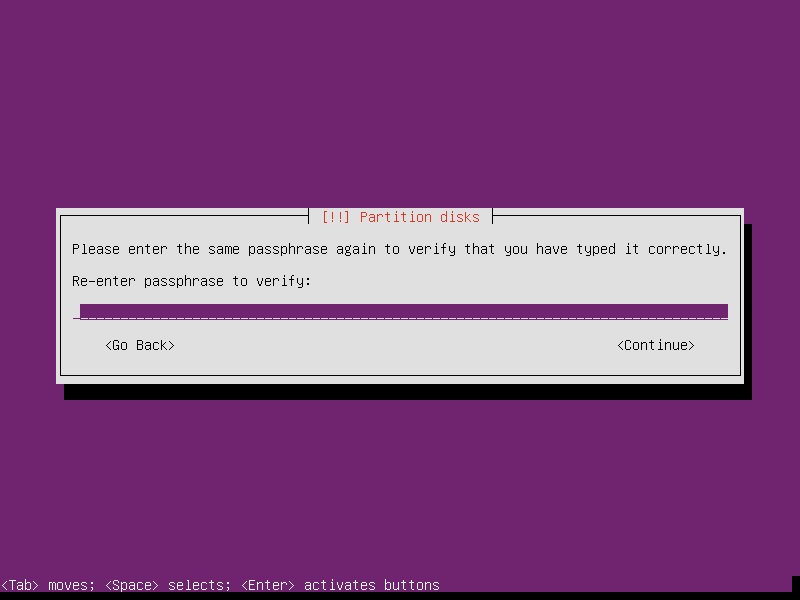 [!!] Partition disks
Please enter the same passphrase again to verify that you have typed it correctly.
Re-enter passphrase to verify:
<Go Back> <Continue>
<Tab> moves; <Space> selects; <Enter> activates buttons